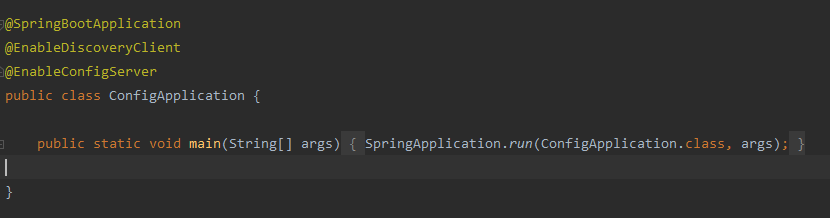 @SpringBootApplication
@EnableDiscoveryClient
@EnableConfigServer
public class ConfigApplication {
public static void main(String[] args) { SpringApplication.run(ConfigApplication.class, args); }
}